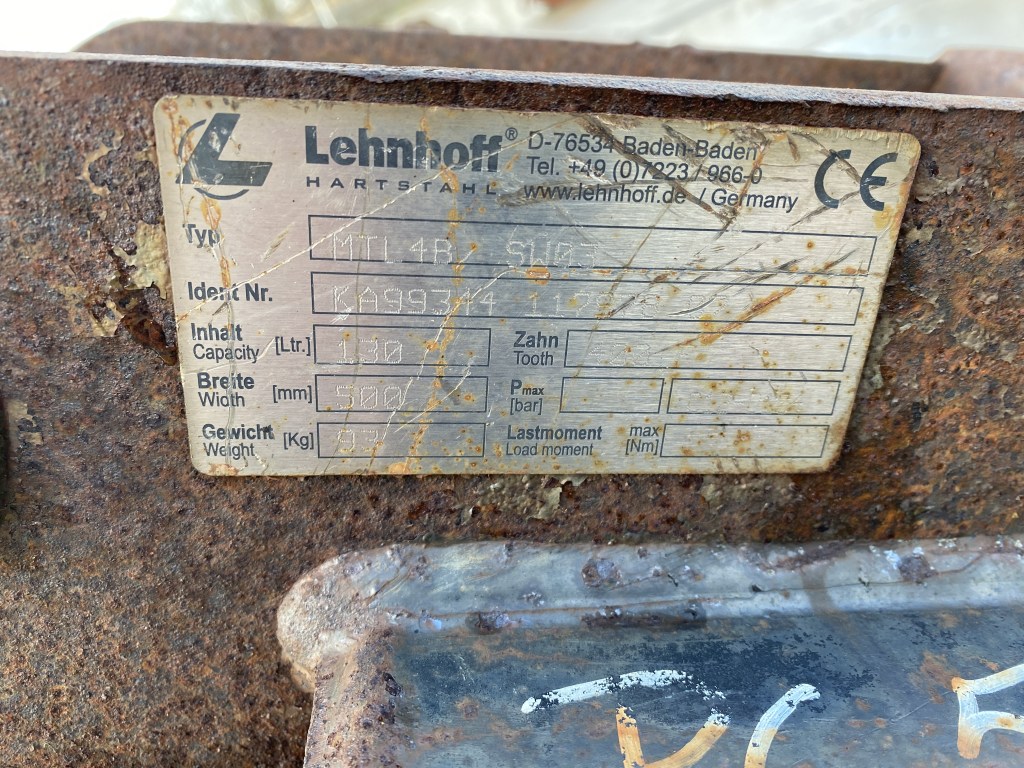 Lehnhoff®
HARTSTAHL
D-76534 Baden-Baden
Tel. +49 (0)7223 / 966-0
www.lehnhoff.de / Germany
CE
Typ MTL4B SW03
Ident Nr. KA99344
Inhalt
Capacity [Ltr.] 130
Zahn
Tooth
Breite
Width [mm] 500
Pmax
[bar]
Gewicht
Weight [Kg] 93
Lastmoment max
Load moment [Nm]